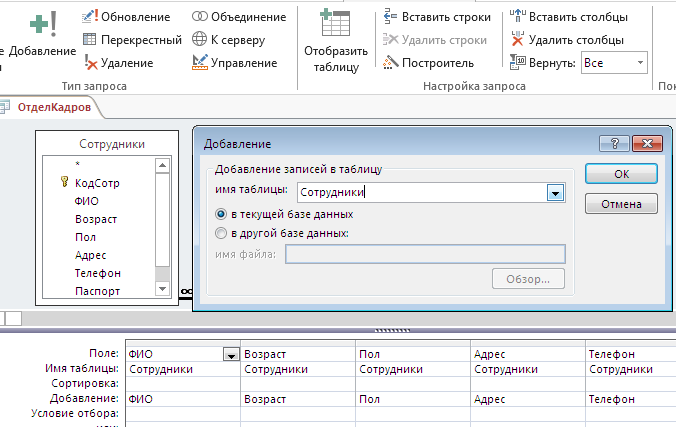 Добавление
Обновление
Перекрестный
Удаление
Объединение
К серверу
Управление
Тип запроса
Отобразить
таблицу
Вставить строки
Удалить строки
Построитель
Вставить столбцы
Удалить столбцы
Вернуть: Все
Настройка запроса
ОтделКадров
Сотрудники
*
КодСотр
ФИО
Возраст
Пол
Адрес
Телефон
Паспорт
Добавление
Добавление записей в таблицу
имя таблицы: Сотрудники
в текущей базе данных
в другой базе данных:
имя файла:
Обзор...
ОК
Отмена
Поле: ФИО Возраст Пол Адрес Телефон
Имя таблицы: Сотрудники Сотрудники Сотрудники Сотрудники Сотрудники
Сортировка:
Добавление: ФИО Возраст Пол Адрес Телефон
Условие отбора: